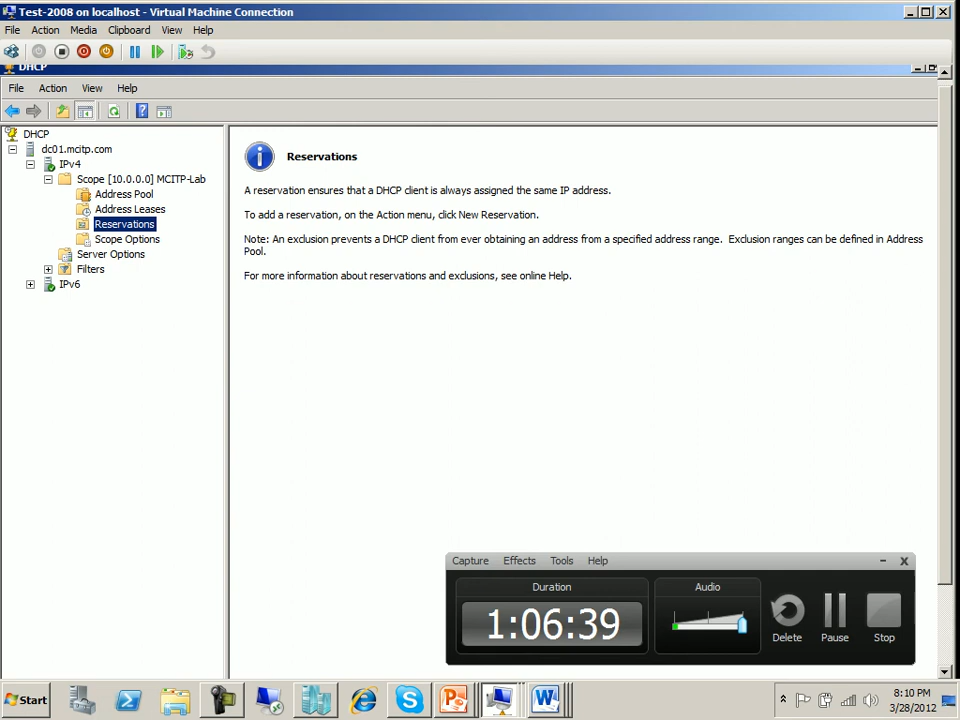 Test-2008 on localhost - Virtual Machine Connection
File Action Media Clipboard View Help
DHCP
File Action View Help
DHCP
dc01.mcitp.com
IPv4
Scope [10.0.0.0] MCITP-Lab
Address Pool
Address Leases
Reservations
Scope Options
Server Options
Filters
IPv6
Reservations
A reservation ensures that a DHCP client is always assigned the same IP address.
To add a reservation, on the Action menu, click New Reservation.
Note: An exclusion prevents a DHCP client from ever obtaining an address from a specified address range. Exclusion ranges can be defined in Address
Pool.
For more information about reservations and exclusions, see online Help.
Capture Effects Tools Help
Duration
1:06:39
Audio
Delete Pause Stop
Start
8:10 PM
3/28/2012